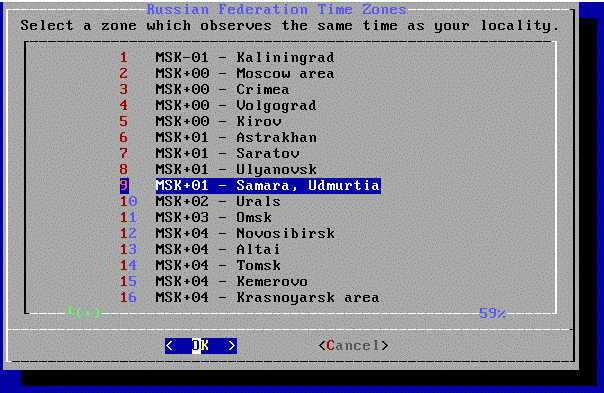 Russian Federation Time Zones
Select a zone which observes the same time as your locality.
1 MSK-01 - Kaliningrad
2 MSK+00 - Moscow area
3 MSK+00 - Crimea
4 MSK+00 - Volgograd
5 MSK+00 - Kirov
6 MSK+01 - Astrakhan
7 MSK+01 - Saratov
8 MSK+01 - Ulyanovsk
9 MSK+01 - Samara, Udmurtia
10 MSK+02 - Urals
11 MSK+03 - Omsk
12 MSK+04 - Novosibirsk
13 MSK+04 - Altai
14 MSK+04 - Tomsk
15 MSK+04 - Kemerovo
16 MSK+04 - Krasnoyarsk area
59%
< OK > <Cancel>